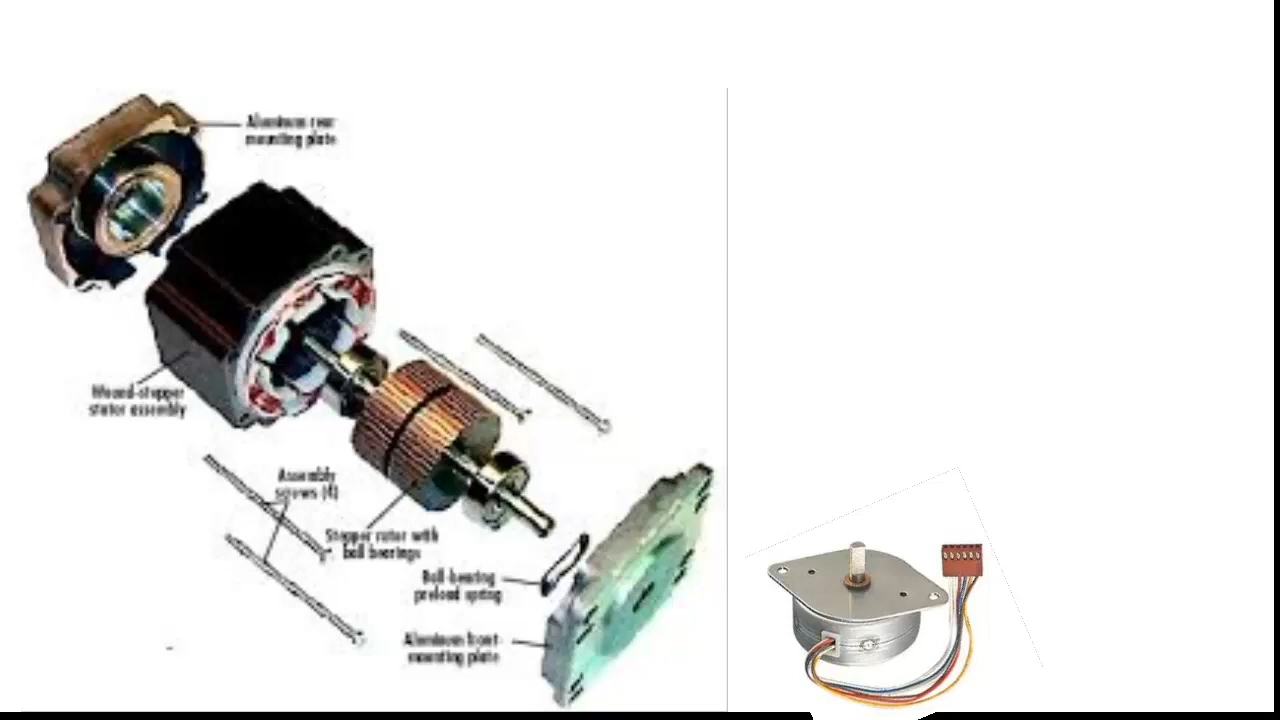 Aluminum rear
mounting plate
Wound-stepper
stator assembly
Assembly
screws (4)
Stepper rotor with
ball bearings
Ball-bearing
preload spring
Aluminum front
mounting plate